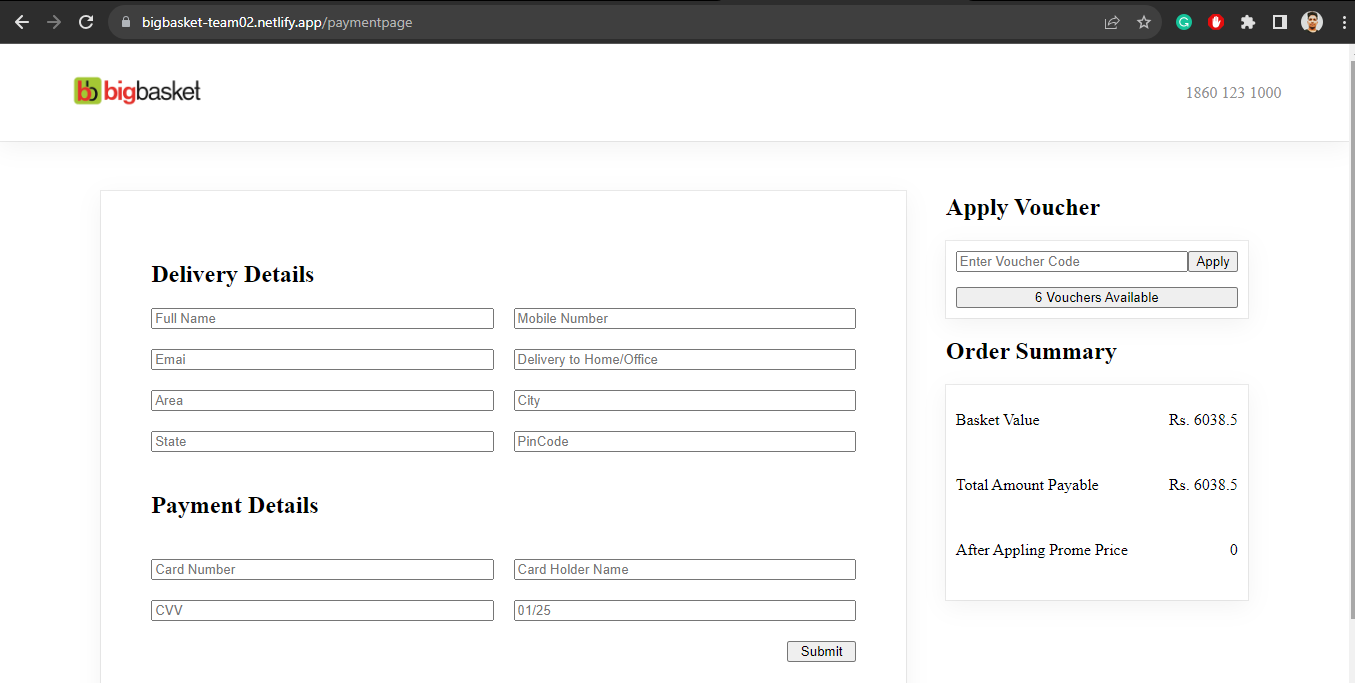 bigbasket-team02.netlify.app/paymentpage
bigbasket
1860 123 1000
Delivery Details
Full Name
Mobile Number
Emai
Delivery to Home/Office
Area
City
State
PinCode
Payment Details
Card Number
Card Holder Name
CVV
01/25
Submit
Apply Voucher
Enter Voucher Code
Apply
6 Vouchers Available
Order Summary
Basket Value Rs. 6038.5
Total Amount Payable Rs. 6038.5
After Appling Prome Price 0